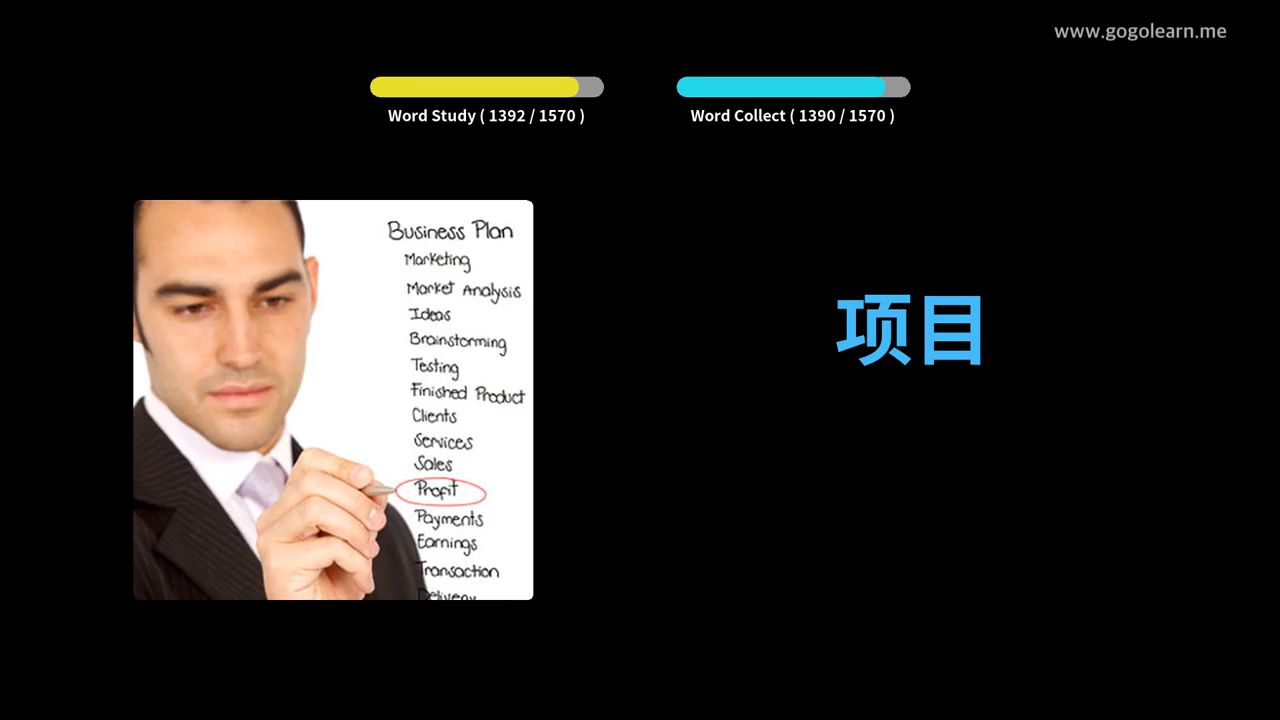 www.gogolearn.me
Word Study ( 1392 / 1570 )
Word Collect ( 1390 / 1570 )
Business Plan
Marketing
Market Analysis
Ideas
Brainstorming
Testing
Finished Product
Clients
Services
Sales
Profit
Payments
Earnings
Transaction
Delivery
项目